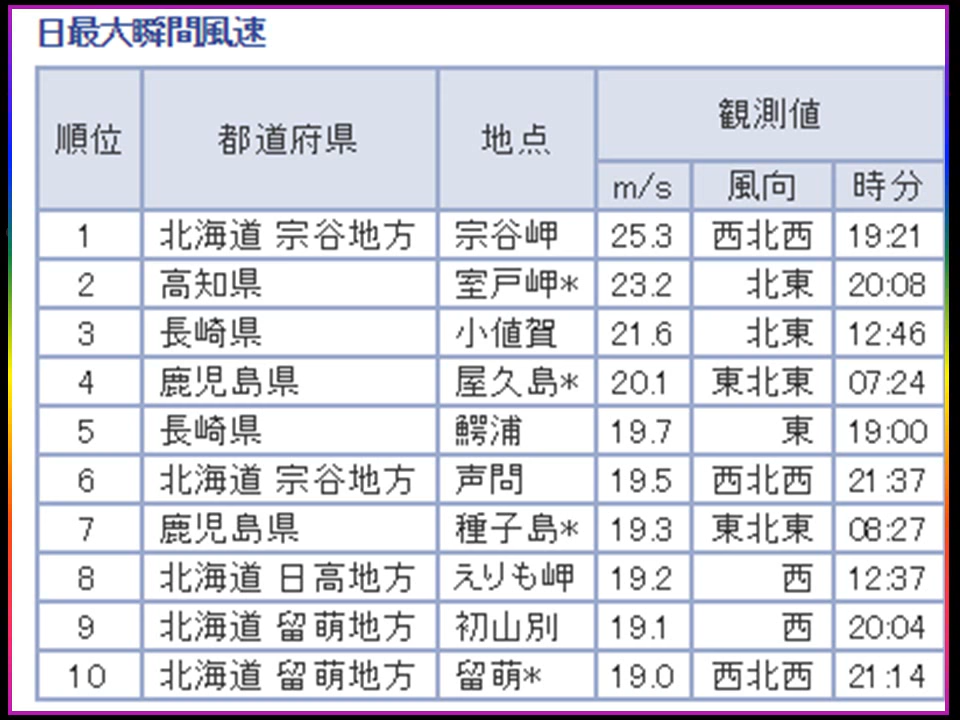 日最大瞬間風速
順位 都道府県 地点 観測値
m/s 風向 時分
1 北海道 宗谷地方 宗谷岬 25.3 西北西 19:21
2 高知県 室戸岬* 23.2 北東 20:08
3 長崎県 小値賀 21.6 北東 12:46
4 鹿児島県 屋久島* 20.1 東北東 07:24
5 長崎県 鰐浦 19.7 東 19:00
6 北海道 宗谷地方 声問 19.5 西北西 21:37
7 鹿児島県 種子島* 19.3 東北東 08:27
8 北海道 日高地方 えりも岬 19.2 西 12:37
9 北海道 留萌地方 初山別 19.1 西 20:04
10 北海道 留萌地方 留萌* 19.0 西北西 21:14